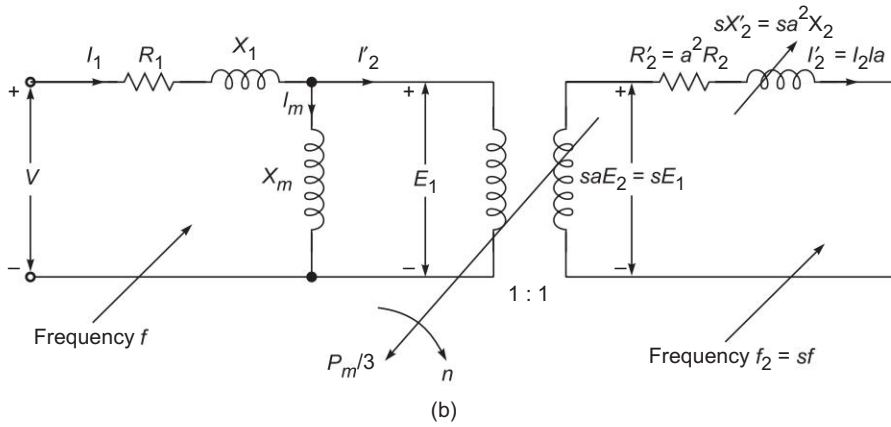 sX′₂ = sa²X₂
I₁ R₁ X₁ I′₂ R′₂ = a²R₂ I′₂ = I₂Ia
+ Iₘ + +
V Xₘ E₁ saE₂ = sE₁
– – –
1 : 1
Frequency f
Pₘ/3 n
Frequency f₂ = sf
(b)